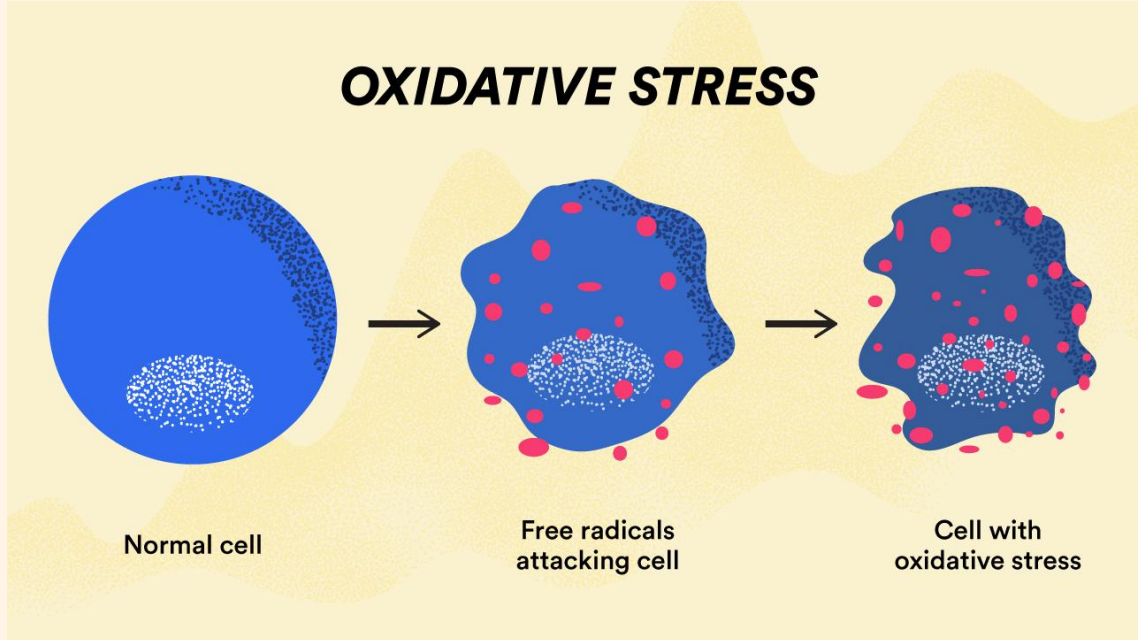 OXIDATIVE STRESS
Normal cell
Free radicals
attacking cell
Cell with
oxidative stress